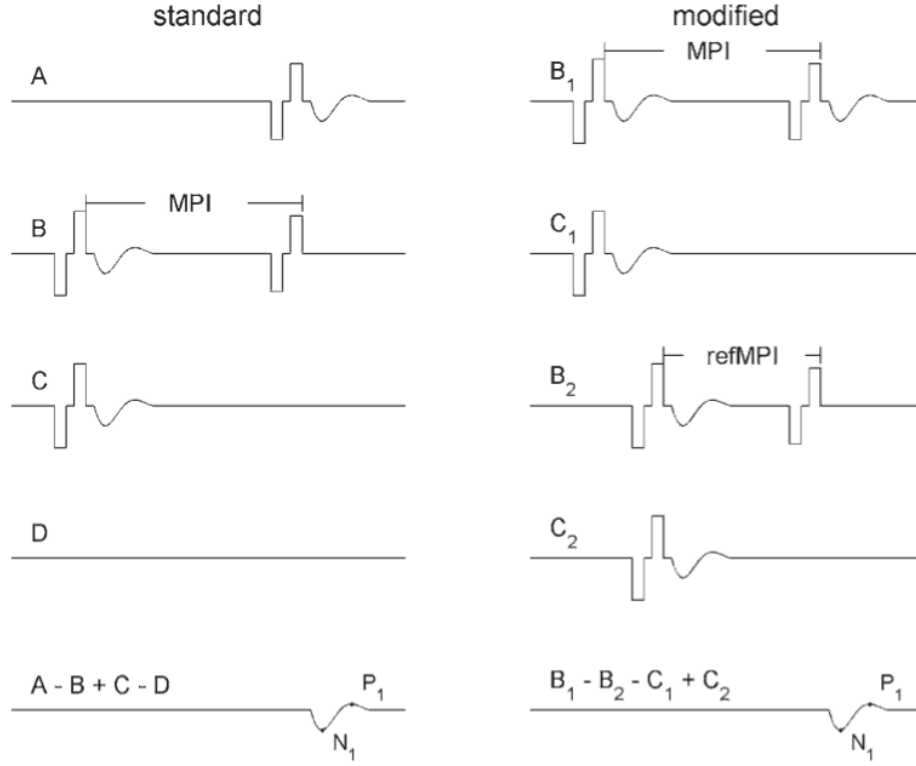 standard
A
B
MPI
C
D
A - B + C - D
P₁
N₁
modified
MPI
B₁
C₁
refMPI
B₂
C₂
B₁ - B₂ - C₁ + C₂
P₁
N₁